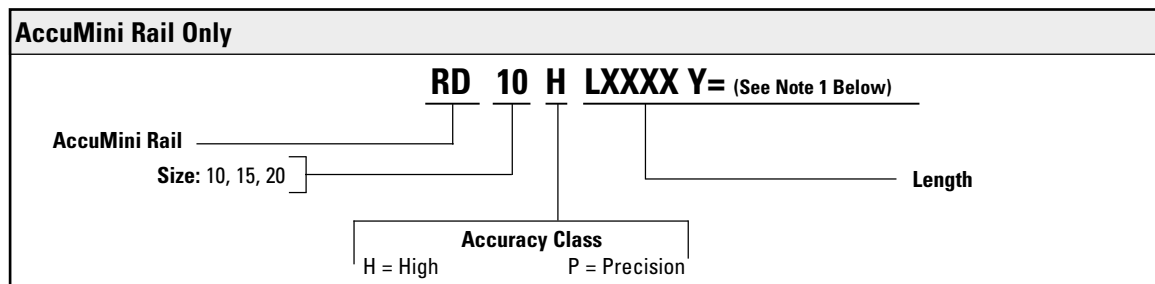 AccuMini Rail Only
RD 10 H LXXXX Y= (See Note 1 Below)
AccuMini Rail
Size: 10, 15, 20
Length
Accuracy Class
H = High P = Precision